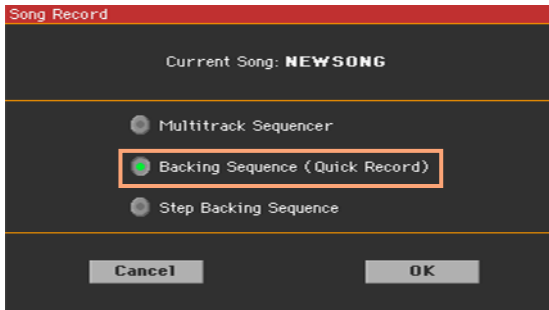 Song Record
Current Song: NEWSONG
Multitrack Sequencer
Backing Sequence (Quick Record)
Step Backing Sequence
Cancel OK